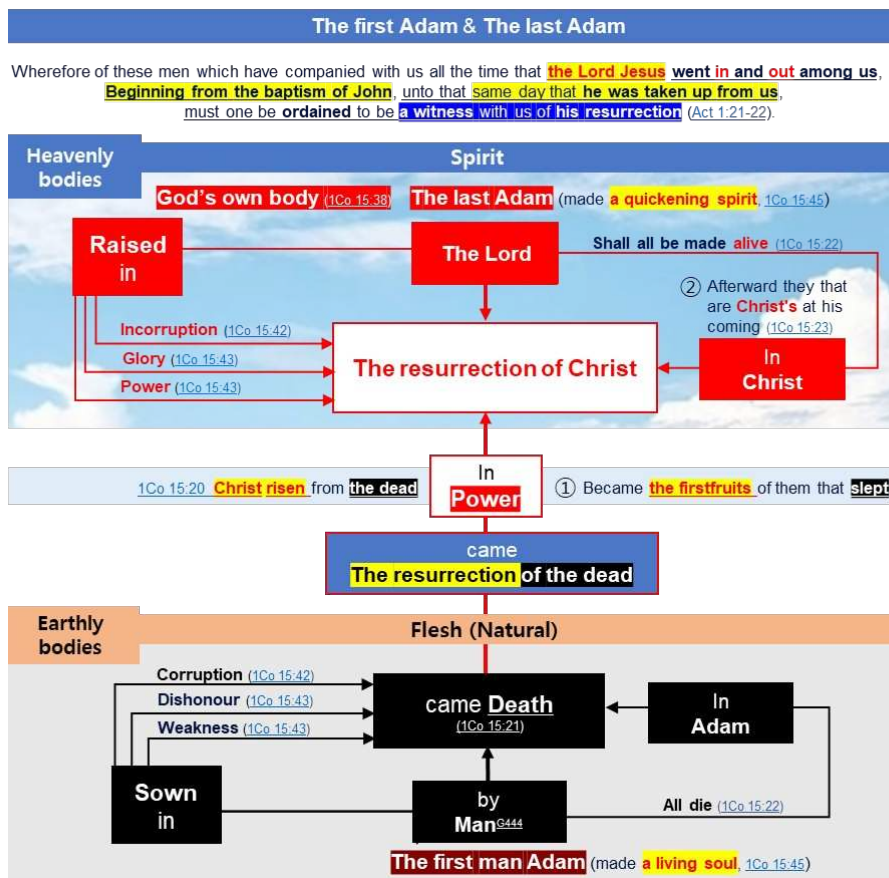 The first Adam & The last Adam
Wherefore of these men which have companied with us all the time that the Lord Jesus went in and out among us,
Beginning from the baptism of John, unto that same day that he was taken up from us,
must one be ordained to be a witness with us of his resurrection (Act 1:21-22).
Heavenly
bodies
Spirit
God's own body (1Co 15:38) The last Adam (made a quickening spirit, 1Co 15:45)
Raised
in
The Lord
Shall all be made alive (1Co 15:22)
② Afterward they that
are Christ's at his
coming (1Co 15:23)
Incorruption (1Co 15:42)
Glory (1Co 15:43)
Power (1Co 15:43)
The resurrection of Christ
In
Christ
1Co 15:20 Christ risen from the dead
In
Power
① Became the firstfruits of them that slept
came
The resurrection of the dead
Earthly
bodies
Flesh (Natural)
Corruption (1Co 15:42)
Dishonour (1Co 15:43)
Weakness (1Co 15:43)
came Death
(1Co 15:21)
In
Adam
Sown
in
by
Man G444
All die (1Co 15:22)
The first man Adam (made a living soul, 1Co 15:45)